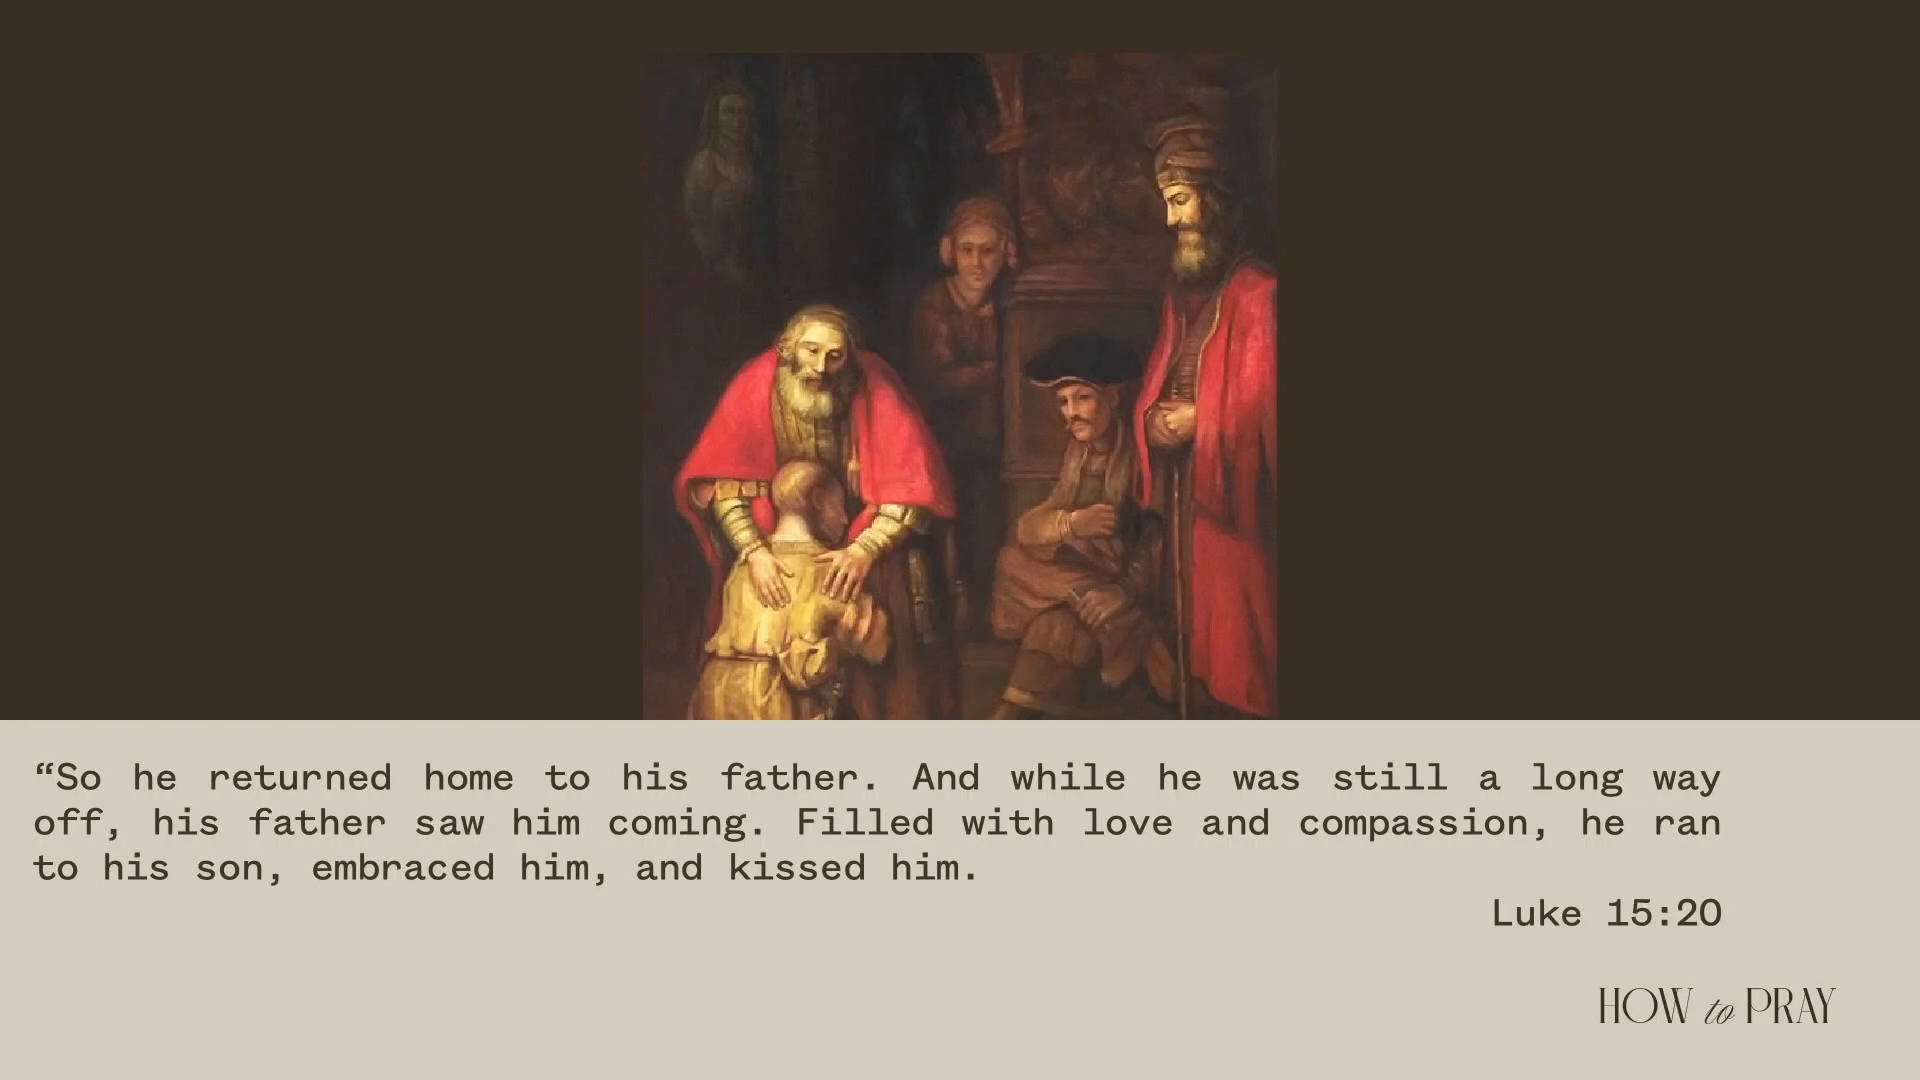 “So he returned home to his father. And while he was still a long way
off, his father saw him coming. Filled with love and compassion, he ran
to his son, embraced him, and kissed him.
Luke 15:20
HOW to PRAY